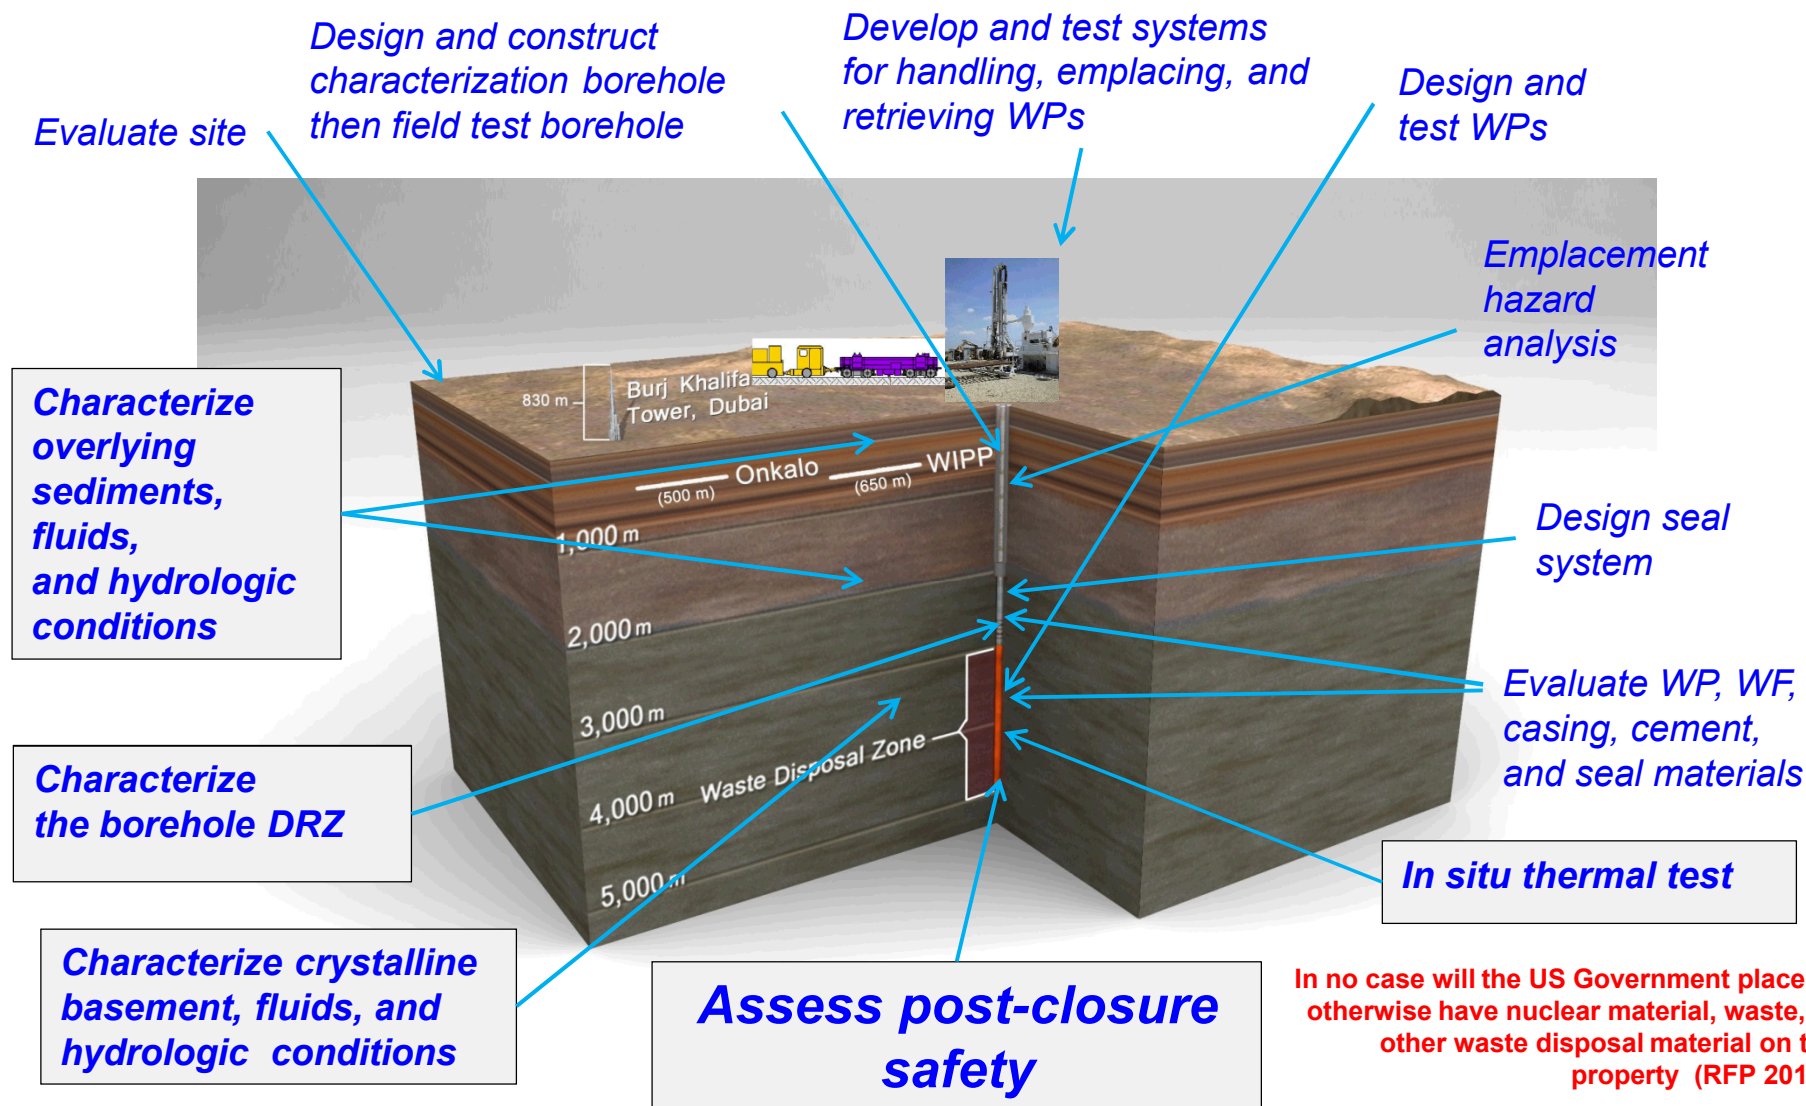 Evaluate site
Design and construct
characterization borehole
then field test borehole
Develop and test systems
for handling, emplacing, and
retrieving WPs
Design and
test WPs
Emplacement
hazard
analysis
Characterize
overlying
sediments,
fluids,
and hydrologic
conditions
830 m
Burj Khalifa
Tower, Dubai
Onkalo
(500 m)
WIPP
(650 m)
1,000 m
2,000 m
3,000 m
4,000 m
5,000 m
Waste Disposal Zone
Design seal
system
Evaluate WP, WF,
casing, cement,
and seal materials
Characterize
the borehole DRZ
In situ thermal test
Characterize crystalline
basement, fluids, and
hydrologic conditions
Assess post-closure
safety
In no case will the US Government place
otherwise have nuclear material, waste,
other waste disposal material on t
property (RFP 201